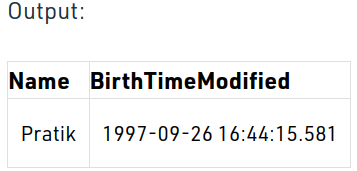 Output:
Name BirthTimeModified
Pratik 1997-09-26 16:44:15.581